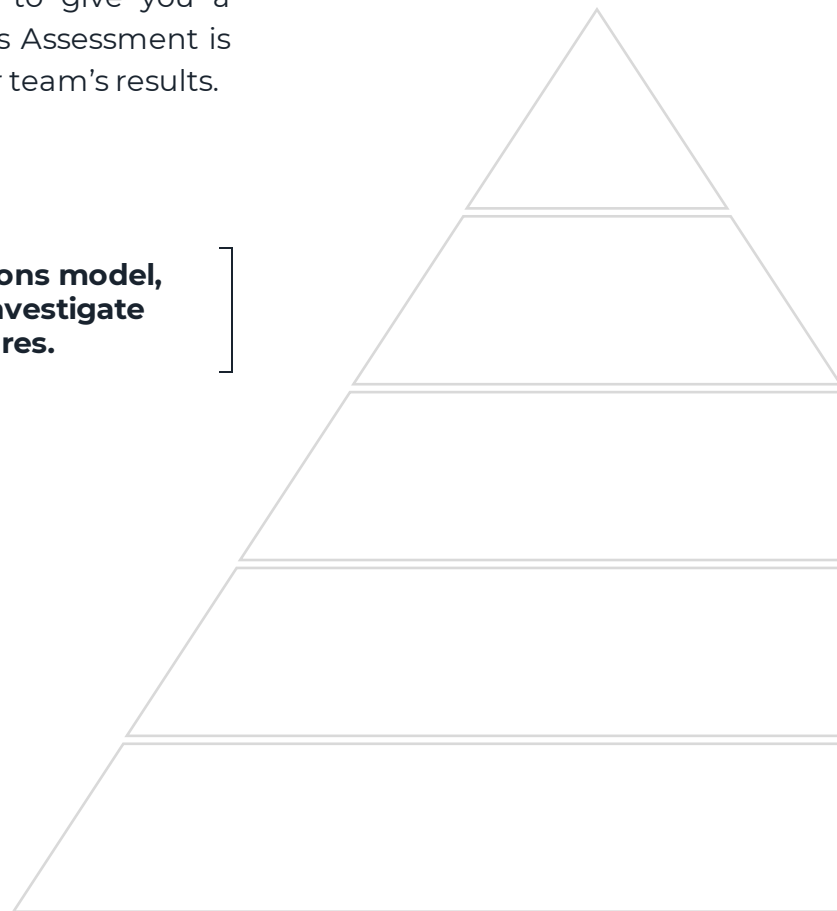 to give you a
s Assessment is
team’s results.
ons model,
nvestigate
res.